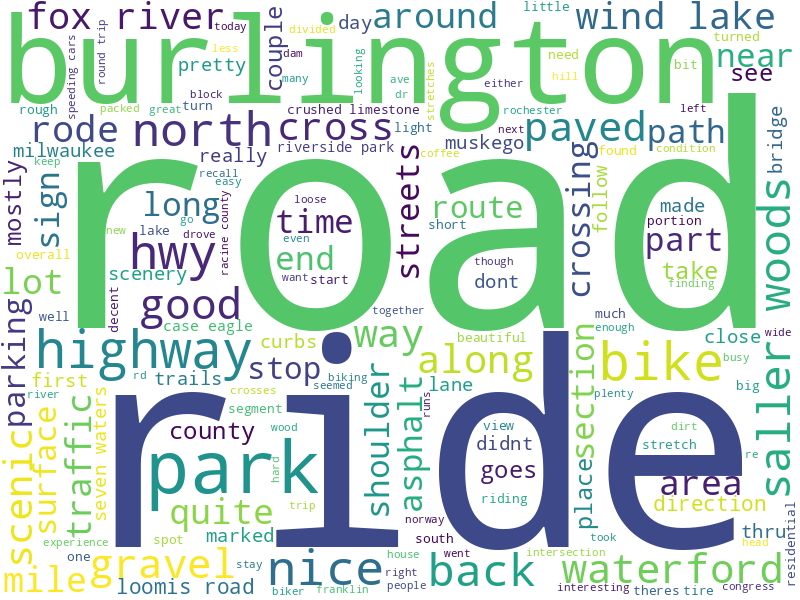 fox river
today
divided
less
dam
couple
day
around
little
wind lake
burlington
speeding cars
round trip
pretty
many
block
looking
ave
dr
stretches
need
hill
turned
bit
near
see
rough
packed
great
turn
crushed limestone
rochester
left
condition
rode
north
cross
light
riverside park
muskego
next
either
paved
path
bridge
milwaukee
really
coffee
found
keep
recall
easy
streets
crossing
follow
mostly
sign
road
long
loose
time
go
route
made
portion
part
woods
new
lake
drove
racine county
even
end
short
though
dont
take
finding
overall
hwy
scenery
want
start
lot
good
decent
case eagle
way
together
beautiful
much
enough
close
wide
well
parking
highway
curbs
stop
along
section
bike
busy
saller
first
rd
trails
crosses
seemed
biking
lane
runs
plenty
big
river
ride
segment
wood
view
didnt
stretch
dirt
re
scenic
surface
traffic
seven waters
county
park
hard
shoulder
asphalt
goes
place
area
quite
trip
riding
direction
experience
spot
marked
norway
south
took
thru
head
residential
one
house
went
intersection
mile
gravel
stay
nice
right
back
waterford
loomis road
biker
franklin
people
interesting
theres
tire
congress